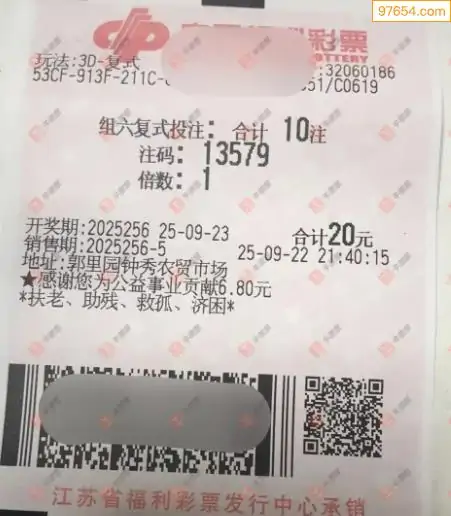 97654.com
彩票
LOTTERY
玩法:3D-复式
:32060186
53CF-913F-211C-
51/C0619
组六复式投注: 合计 10注
注码: 13579
倍数: 1
开奖期:2025256 25-09-23 合计20元
销售期:2025256-5 25-09-22 21:40:15
地址:郭里园钟秀农贸市场
★感谢您为公益事业贡献6.80元
*扶老、助残、救孤、济困*
江苏省福利彩票发行中心承销